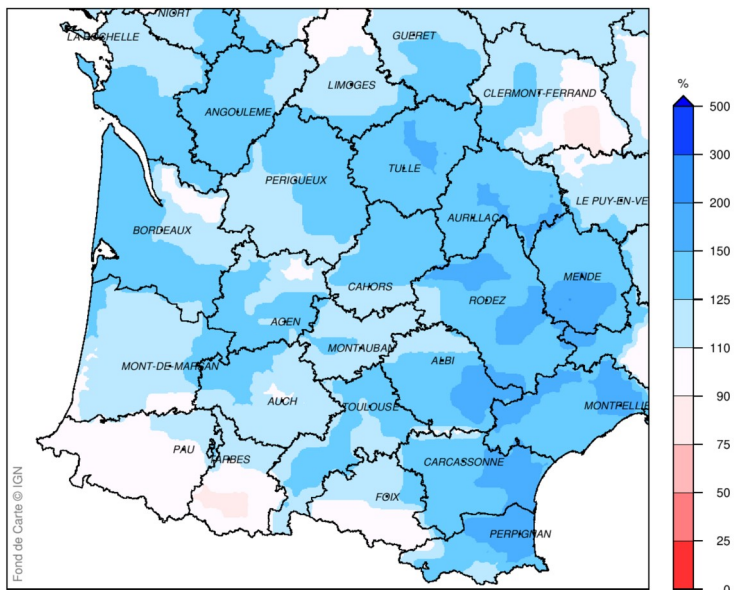 NIORT
LA ROCHELLE
GUERET
LIMOGES
CLERMONT-FERRAND
ANGOULEME
TULLE
PERIGUEUX
LE PUY-EN-VE
AURILLAC
BORDEAUX
MENDE
CAHORS
RODEZ
AGEN
MONTAUBAN
ALBI
MONT-DE-MARSAN
AUCH
TOULOUSE
MONTPELLIE
PAU
TARBES
CARCASSONNE
FOIX
PERPIGNAN
Fond de Carte © IGN
%
500
300
200
150
125
110
90
75
50
25
0